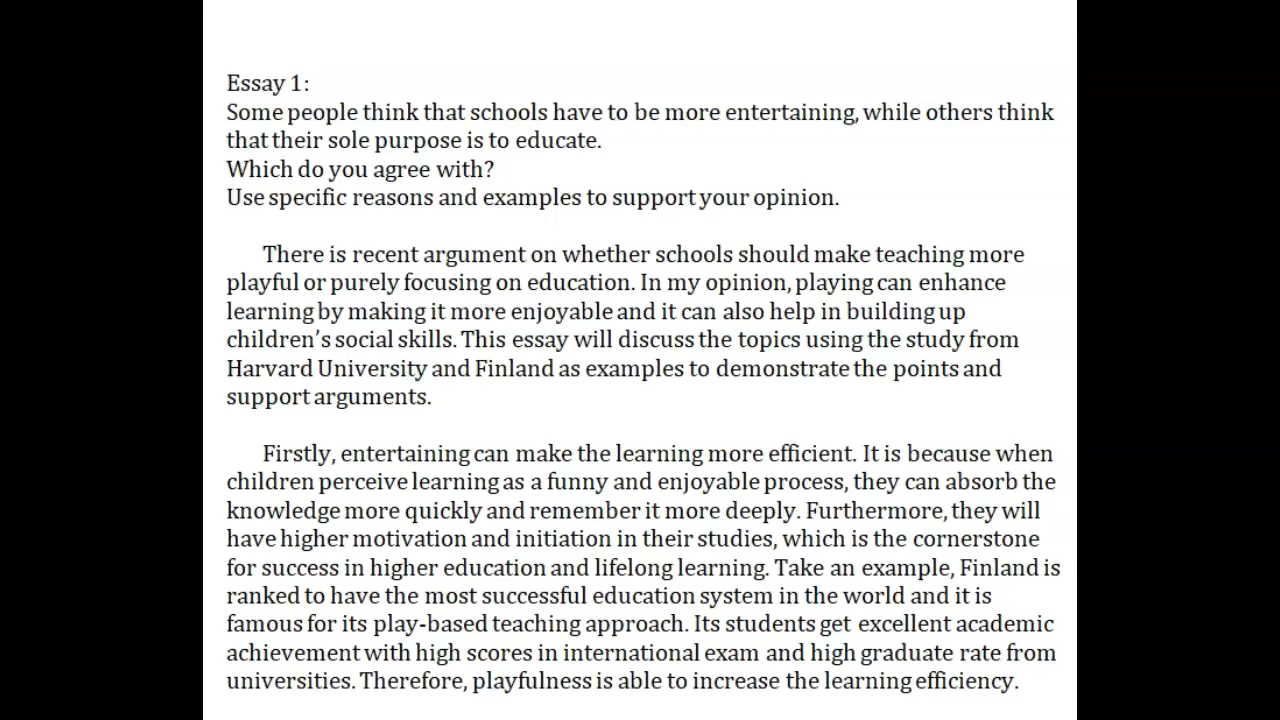 Essay 1:
Some people think that schools have to be more entertaining, while others think
that their sole purpose is to educate.
Which do you agree with?
Use specific reasons and examples to support your opinion.
There is recent argument on whether schools should make teaching more
playful or purely focusing on education. In my opinion, playing can enhance
learning by making it more enjoyable and it can also help in building up
children's social skills. This essay will discuss the topics using the study from
Harvard University and Finland as examples to demonstrate the points and
support arguments.
Firstly, entertaining can make the learning more efficient. It is because when
children perceive learning as a funny and enjoyable process, they can absorb the
knowledge more quickly and remember it more deeply. Furthermore, they will
have higher motivation and initiation in their studies, which is the cornerstone
for success in higher education and lifelong learning. Take an example, Finland is
ranked to have the most successful education system in the world and it is
famous for its play-based teaching approach. Its students get excellent academic
achievement with high scores in international exam and high graduate rate from
universities. Therefore, playfulness is able to increase the learning efficiency.